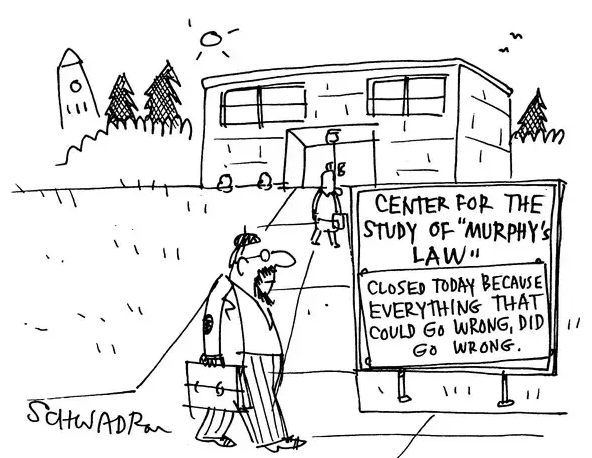 CENTER FOR THE
STUDY OF "MURPHY'S
LAW"
CLOSED TODAY BECAUSE
EVERYTHING THAT
COULD GO WRONG, DID
GO WRONG.
SCHWADRON